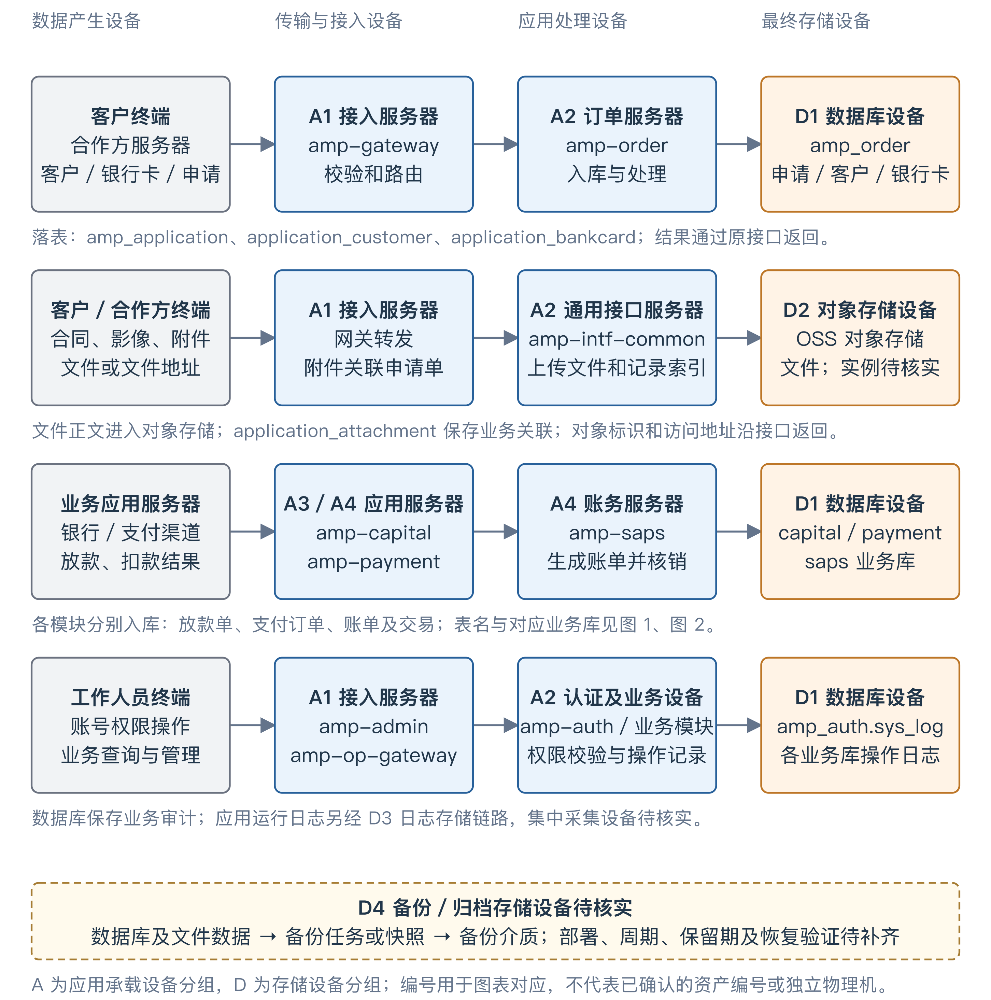 数据产生设备
传输与接入设备
应用处理设备
最终存储设备
客户终端
合作方服务器
客户 / 银行卡 / 申请
A1 接入服务器
amp-gateway
校验和路由
A2 订单服务器
amp-order
入库与处理
D1 数据库设备
amp_order
申请 / 客户 / 银行卡
落表：amp_application、application_customer、application_bankcard；结果通过原接口返回。
客户 / 合作方终端
合同、影像、附件
文件或文件地址
A1 接入服务器
网关转发
附件关联申请单
A2 通用接口服务器
amp-intf-common
上传文件和记录索引
D2 对象存储设备
OSS 对象存储
文件；实例待核实
文件正文进入对象存储；application_attachment 保存业务关联；对象标识和访问地址沿接口返回。
业务应用服务器
银行 / 支付渠道
放款、扣款结果
A3 / A4 应用服务器
amp-capital
amp-payment
A4 账务服务器
amp-saps
生成账单并核销
D1 数据库设备
capital / payment
saps 业务库
各模块分别入库：放款单、支付订单、账单及交易；表名与对应业务库见图 1、图 2。
工作人员终端
账号权限操作
业务查询与管理
A1 接入服务器
amp-admin
amp-op-gateway
A2 认证及业务设备
amp-auth / 业务模块
权限校验与操作记录
D1 数据库设备
amp_auth.sys_log
各业务库操作日志
数据库保存业务审计；应用运行日志另经 D3 日志存储链路，集中采集设备待核实。
D4 备份 / 归档存储设备待核实
数据库及文件数据 → 备份任务或快照 → 备份介质；部署、周期、保留期及恢复验证待补齐
A 为应用承载设备分组，D 为存储设备分组；编号用于图表对应，不代表已确认的资产编号或独立物理机。